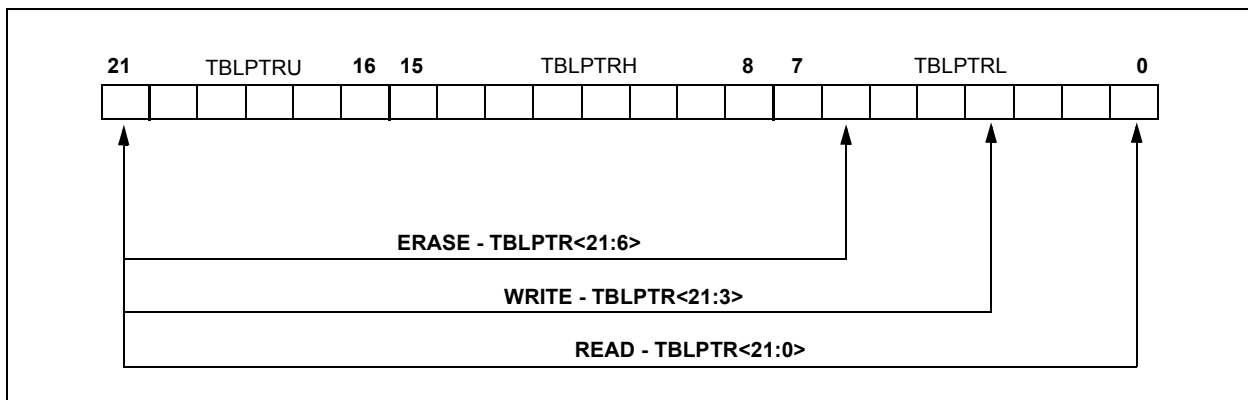 21 TBLPTRU 16 15 TBLPTRH 8 7 TBLPTRL 0
ERASE - TBLPTR<21:6>
WRITE - TBLPTR<21:3>
READ - TBLPTR<21:0>